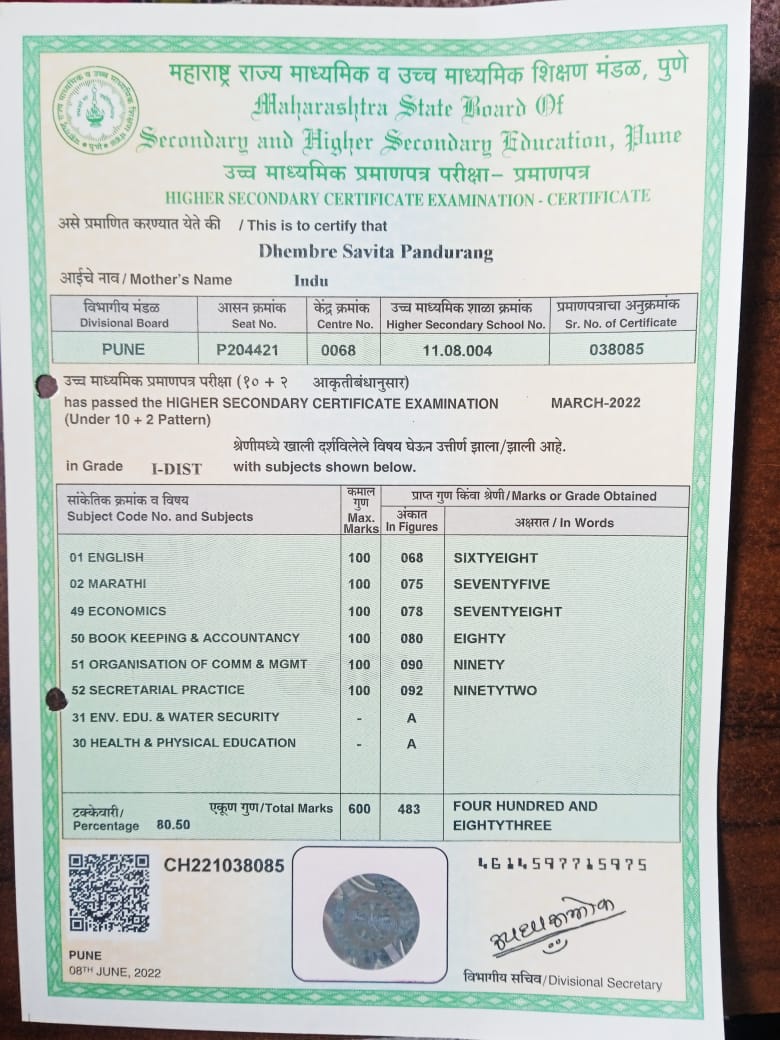 महाराष्ट्र राज्य माध्यमिक व उच्च माध्यमिक शिक्षण मंडळ, पुणे
Maharashtra State Board Of
Secondary and Higher Secondary Education, Pune
उच्च माध्यमिक प्रमाणपत्र परीक्षा– प्रमाणपत्र
HIGHER SECONDARY CERTIFICATE EXAMINATION - CERTIFICATE
असे प्रमाणित करण्यात येते की / This is to certify that
Dhembre Savita Pandurang
आईचे नाव / Mother's Name Indu
विभागीय मंडळ आसन क्रमांक केंद्र क्रमांक उच्च माध्यमिक शाळा क्रमांक प्रमाणपत्राचा अनुक्रमांक
Divisional Board Seat No. Centre No. Higher Secondary School No. Sr. No. of Certificate
PUNE P204421 0068 11.08.004 038085
उच्च माध्यमिक प्रमाणपत्र परीक्षा (१० + २ आकृतीबंधानुसार)
has passed the HIGHER SECONDARY CERTIFICATE EXAMINATION MARCH-2022
(Under 10 + 2 Pattern)
श्रेणीमध्ये खाली दर्शविलेले विषय घेऊन उत्तीर्ण झाला/झाली आहे.
in Grade I-DIST with subjects shown below.
सांकेतिक क्रमांक व विषय कमाल गुण प्राप्त गुण किंवा श्रेणी/Marks or Grade Obtained
Subject Code No. and Subjects Max. Marks अंकात In Figures अक्षरात / In Words
01 ENGLISH 100 068 SIXTYEIGHT
02 MARATHI 100 075 SEVENTYFIVE
49 ECONOMICS 100 078 SEVENTYEIGHT
50 BOOK KEEPING & ACCOUNTANCY 100 080 EIGHTY
51 ORGANISATION OF COMM & MGMT 100 090 NINETY
52 SECRETARIAL PRACTICE 100 092 NINETYTWO
31 ENV. EDU. & WATER SECURITY - A
30 HEALTH & PHYSICAL EDUCATION - A
टक्केवारी/ एकूण गुण/Total Marks 600 483 FOUR HUNDRED AND
Percentage 80.50 EIGHTYTHREE
CH221038085 4614597715975
PUNE
08TH JUNE, 2022
विभागीय सचिव/Divisional Secretary